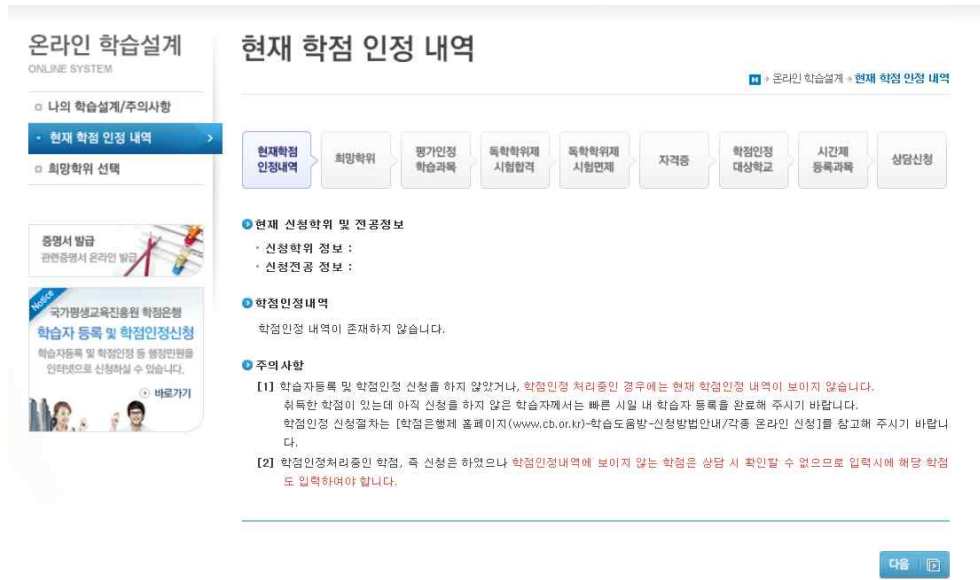 온라인 학습설계
ONLINE SYSTEM
나의 학습설계/주의사항
현재 학점 인정 내역
희망학위 선택
증명서 발급
관련증명서 온라인 발급
Notice
국가평생교육진흥원 학점은행
학습자 등록 및 학점인정신청
학습자등록 및 학점인정 등 행정민원을
인터넷으로 신청하실 수 있습니다.
바로가기
현재 학점 인정 내역
H 온라인 학습설계 현재 학점 인정 내역
현재학점
인정내역
희망학위
평가인정
학습과목
독학학위제
시험합격
독학학위제
시험면제
자격증
학점인정
대상학교
시간제
등록과목
상담신청
현재 신청학위 및 전공정보
· 신청학위 정보 :
· 신청전공 정보 :
학점인정내역
학점인정 내역이 존재하지 않습니다.
주의사항
[1] 학습자등록 및 학점인정 신청을 하지 않았거나, 학점인정 처리중인 경우에는 현재 학점인정 내역이 보이지 않습니다.
취득한 학점이 있는데 아직 신청을 하지 않은 학습자께서는 빠른 시일 내 학습자 등록을 완료해 주시기 바랍니다.
학점인정 신청절차는 [학점은행제 홈페이지(www.cb.or.kr)-학습도움방-신청방법안내/각종 온라인 신청]를 참고해 주시기 바랍니
다.
[2] 학점인정처리중인 학점, 즉 신청은 하였으나 학점인정내역에 보이지 않는 학점은 상담 시 확인할 수 없으므로 입력시에 해당 학점
도 입력하여야 합니다.
다음